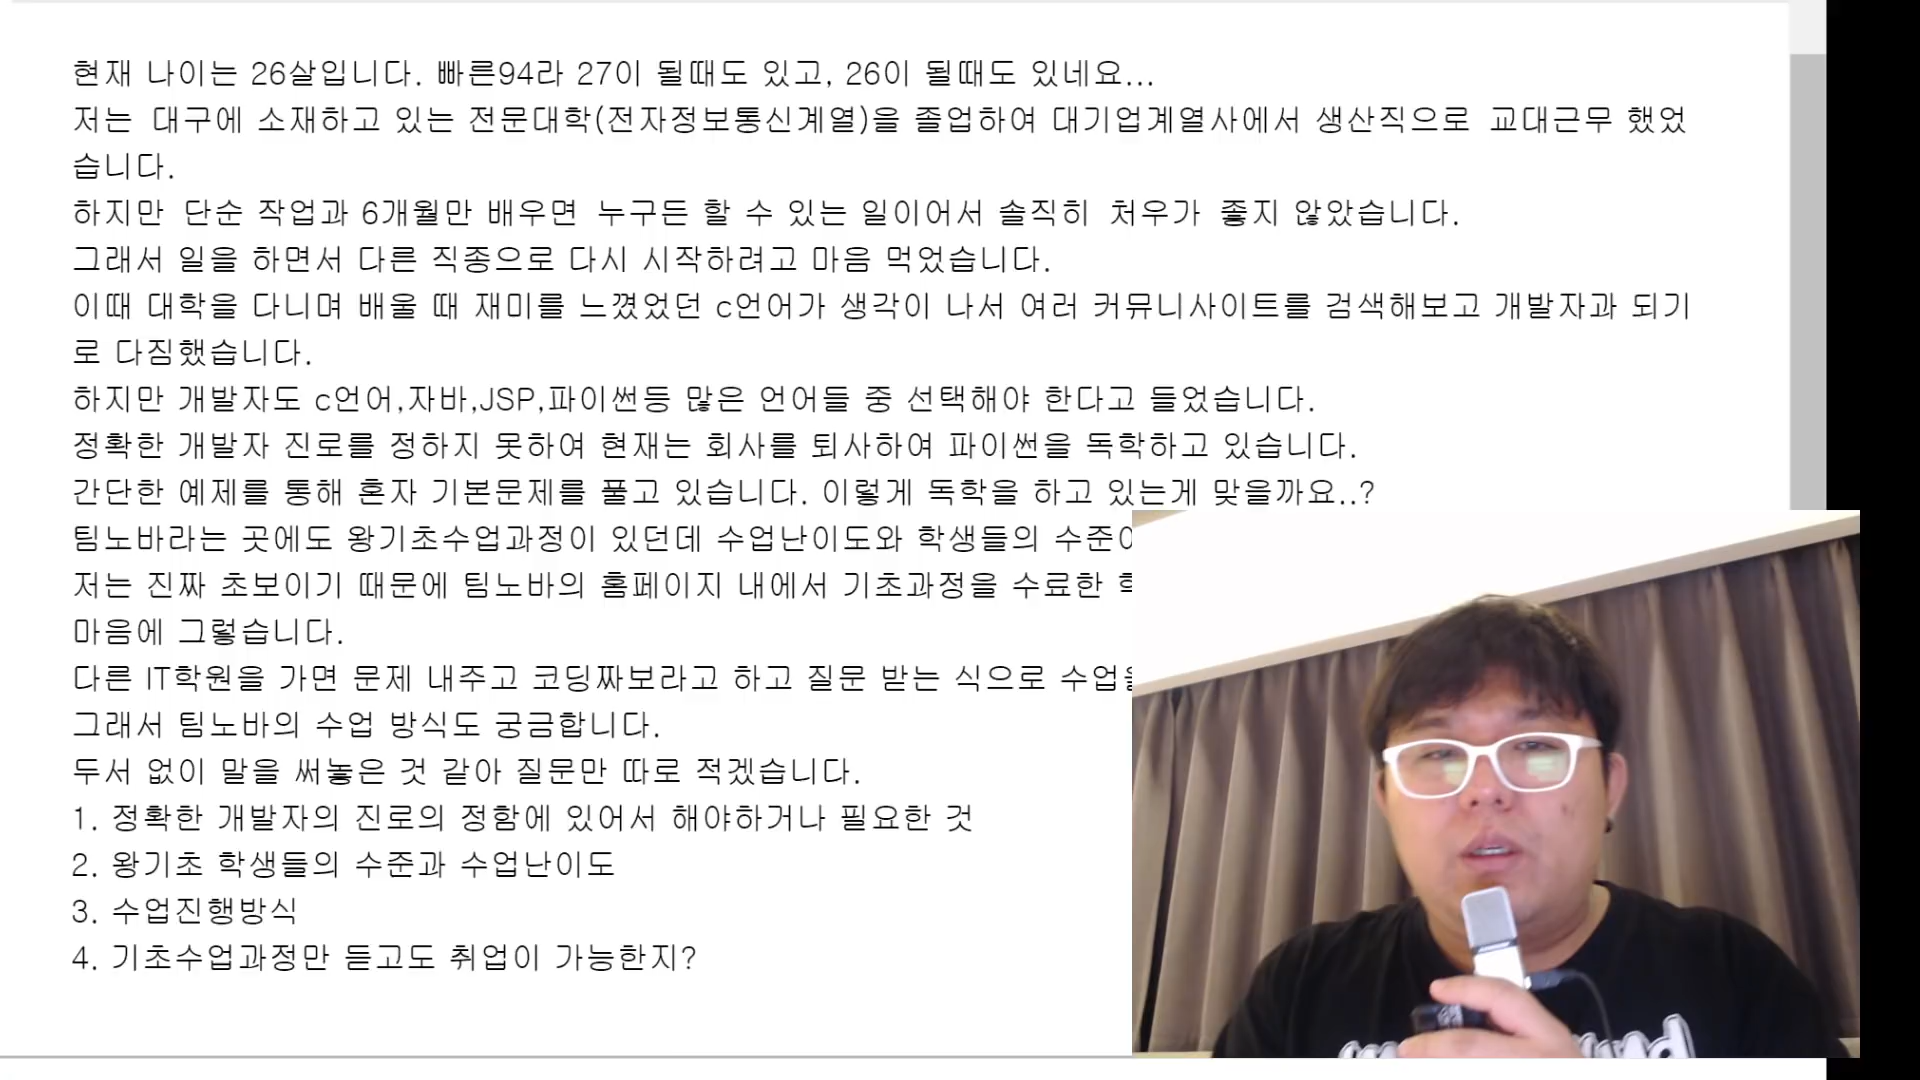 현재 나이는 26살입니다. 빠른94라 27이 될때도 있고, 26이 될때도 있네요...
저는 대구에 소재하고 있는 전문대학(전자정보통신계열)을 졸업하여 대기업계열사에서 생산직으로 교대근무 했었
습니다.
하지만 단순 작업과 6개월만 배우면 누구든 할 수 있는 일이어서 솔직히 처우가 좋지 않았습니다.
그래서 일을 하면서 다른 직종으로 다시 시작하려고 마음 먹었습니다.
이때 대학을 다니며 배울 때 재미를 느꼈었던 c언어가 생각이 나서 여러 커뮤니사이트를 검색해보고 개발자과 되기
로 다짐했습니다.
하지만 개발자도 c언어,자바,JSP,파이썬등 많은 언어들 중 선택해야 한다고 들었습니다.
정확한 개발자 진로를 정하지 못하여 현재는 회사를 퇴사하여 파이썬을 독학하고 있습니다.
간단한 예제를 통해 혼자 기본문제를 풀고 있습니다. 이렇게 독학을 하고 있는게 맞을까요..?
팀노바라는 곳에도 왕기초수업과정이 있던데 수업난이도와 학생들의
저는 진짜 초보이기 때문에 팀노바의 홈페이지 내에서 기초과정을 수료한
마음에 그렇습니다.
다른 IT학원을 가면 문제 내주고 코딩짜보라고 하고 질문 받는 식으로
그래서 팀노바의 수업 방식도 궁금합니다.
두서 없이 말을 써놓은 것 같아 질문만 따로 적겠습니다.
1. 정확한 개발자의 진로의 정함에 있어서 해야하거나 필요한 것
2. 왕기초 학생들의 수준과 수업난이도
3. 수업진행방식
4. 기초수업과정만 듣고도 취업이 가능한지?